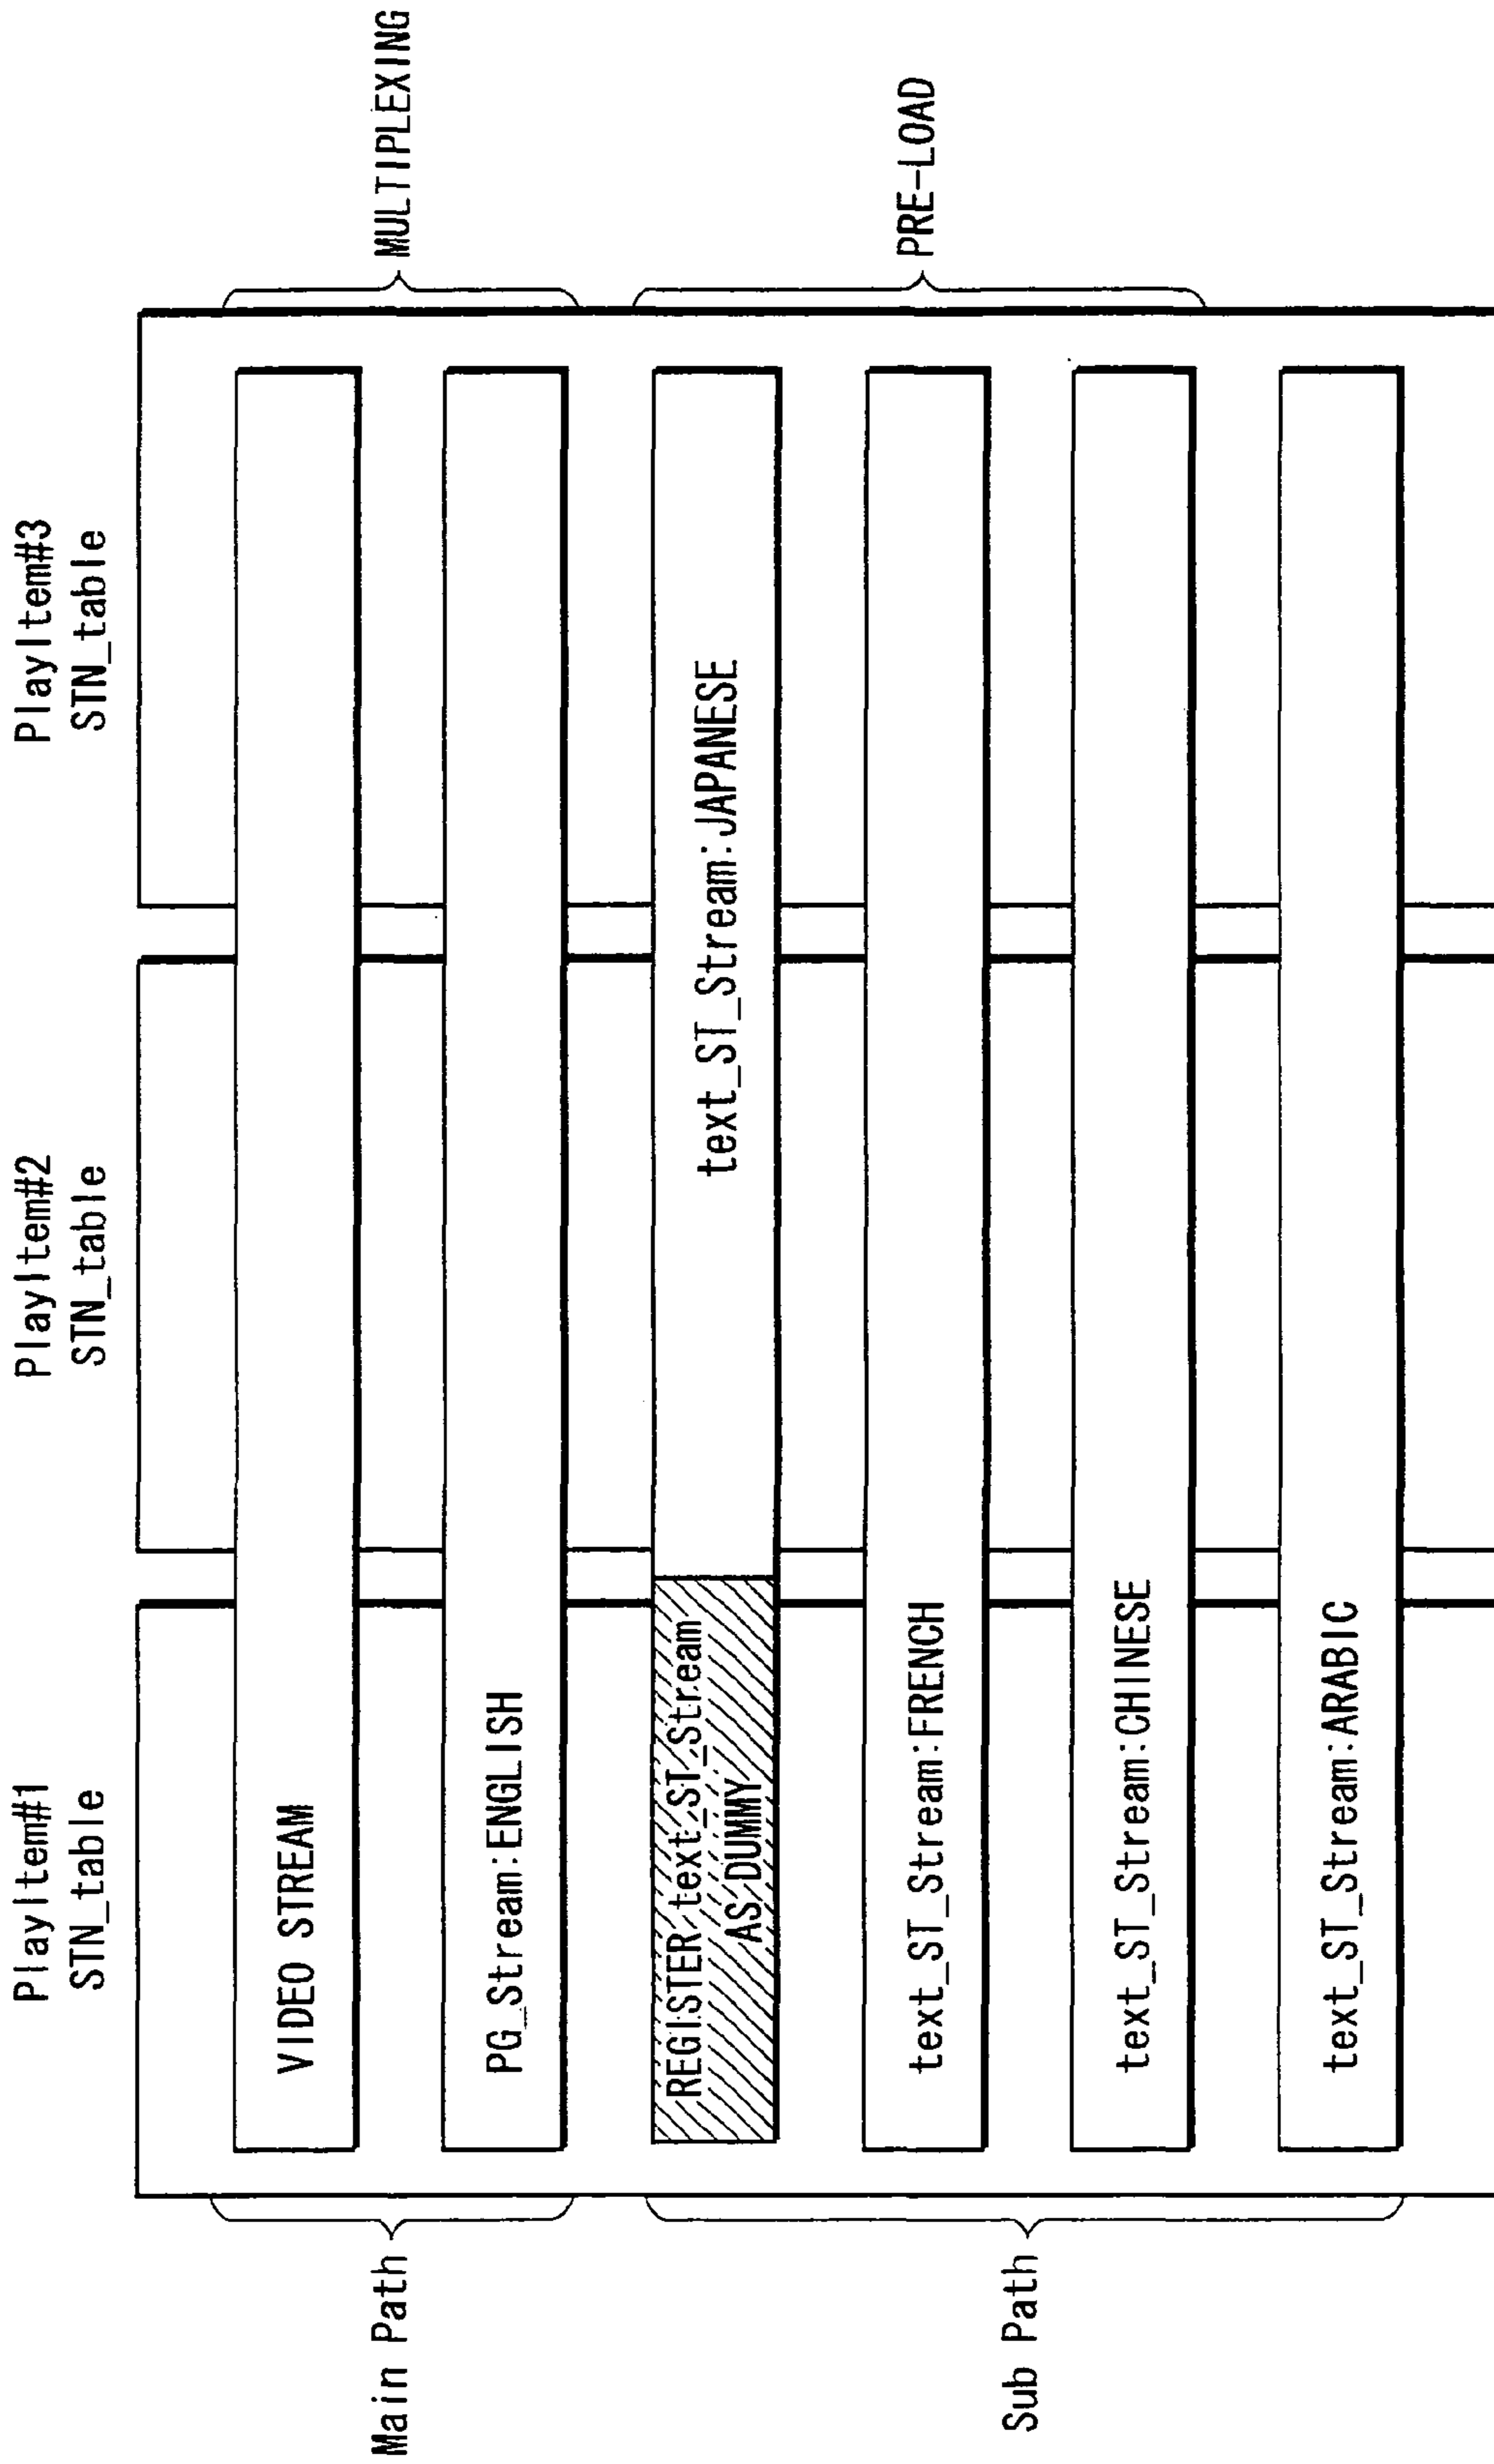 PlayItem#1
STN_table
PlayItem#2
STN_table
PlayItem#3
STN_table
Main Path
VIDEO STREAM
PG_Stream:ENGLISH
MULTIPLEXING
Sub Path
REGISTER text_ST_Stream
AS DUMMY
text_ST_Stream:JAPANESE
text_ST_Stream:FRENCH
text_ST_Stream:CHINESE
text_ST_Stream:ARABIC
PRE-LOAD